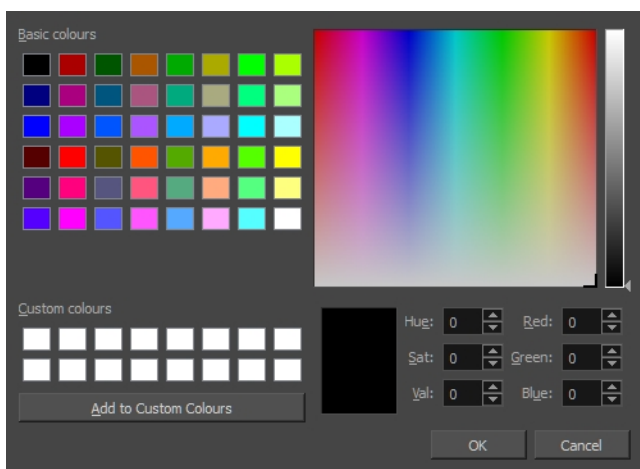 Basic colours
Custom colours
Add to Custom Colours
Hue: 0 Red: 0
Sat: 0 Green: 0
Val: 0 Blue: 0
OK Cancel